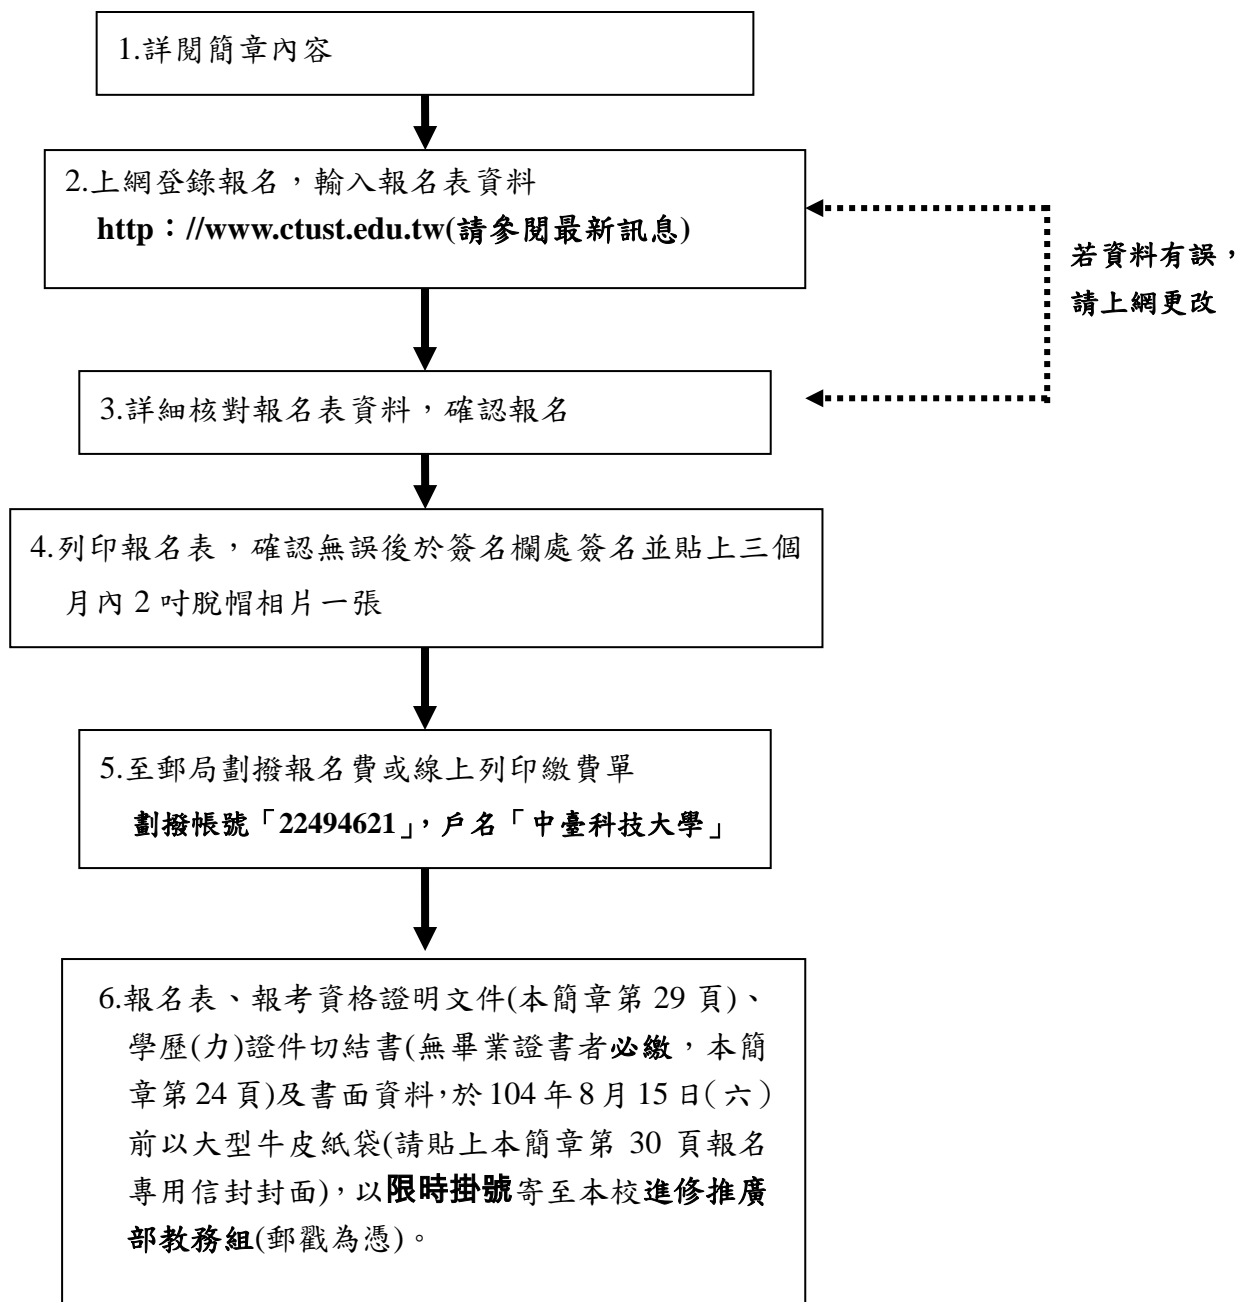 1.詳閱簡章內容
2.上網登錄報名，輸入報名表資料
http：//www.ctust.edu.tw(請參閱最新訊息)
若資料有誤，
請上網更改
3.詳細核對報名表資料，確認報名
4.列印報名表，確認無誤後於簽名欄處簽名並貼上三個
月內 2 吋脫帽相片一張
5.至郵局劃撥報名費或線上列印繳費單
劃撥帳號「22494621」，戶名「中臺科技大學」
6.報名表、報考資格證明文件(本簡章第 29 頁)、
學歷(力)證件切結書(無畢業證書者必繳，本簡
章第 24 頁)及書面資料，於 104 年 8 月 15 日(六)
前以大型牛皮紙袋(請貼上本簡章第 30 頁報名
專用信封封面)，以限時掛號寄至本校進修推廣
部教務組(郵戳為憑)。